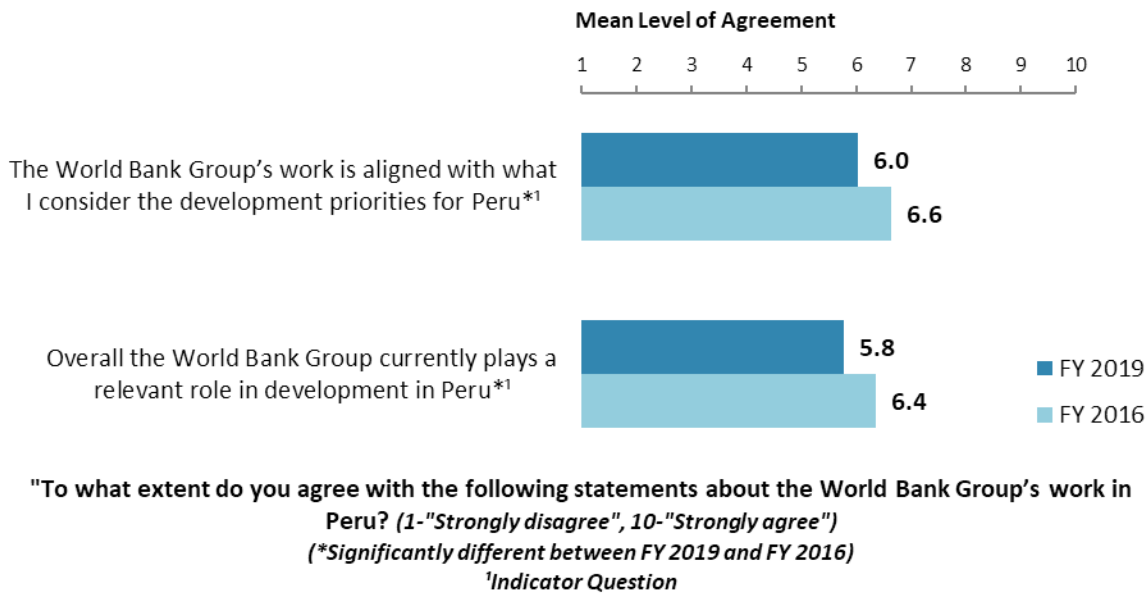 Mean Level of Agreement
1 2 3 4 5 6 7 8 9 10
The World Bank Group’s work is aligned with what
I consider the development priorities for Peru*¹
6.0
6.6
Overall the World Bank Group currently plays a
relevant role in development in Peru*¹
5.8
6.4
FY 2019
FY 2016
"To what extent do you agree with the following statements about the World Bank Group’s work in
Peru? (1-"Strongly disagree", 10-"Strongly agree")
(*Significantly different between FY 2019 and FY 2016)
¹Indicator Question